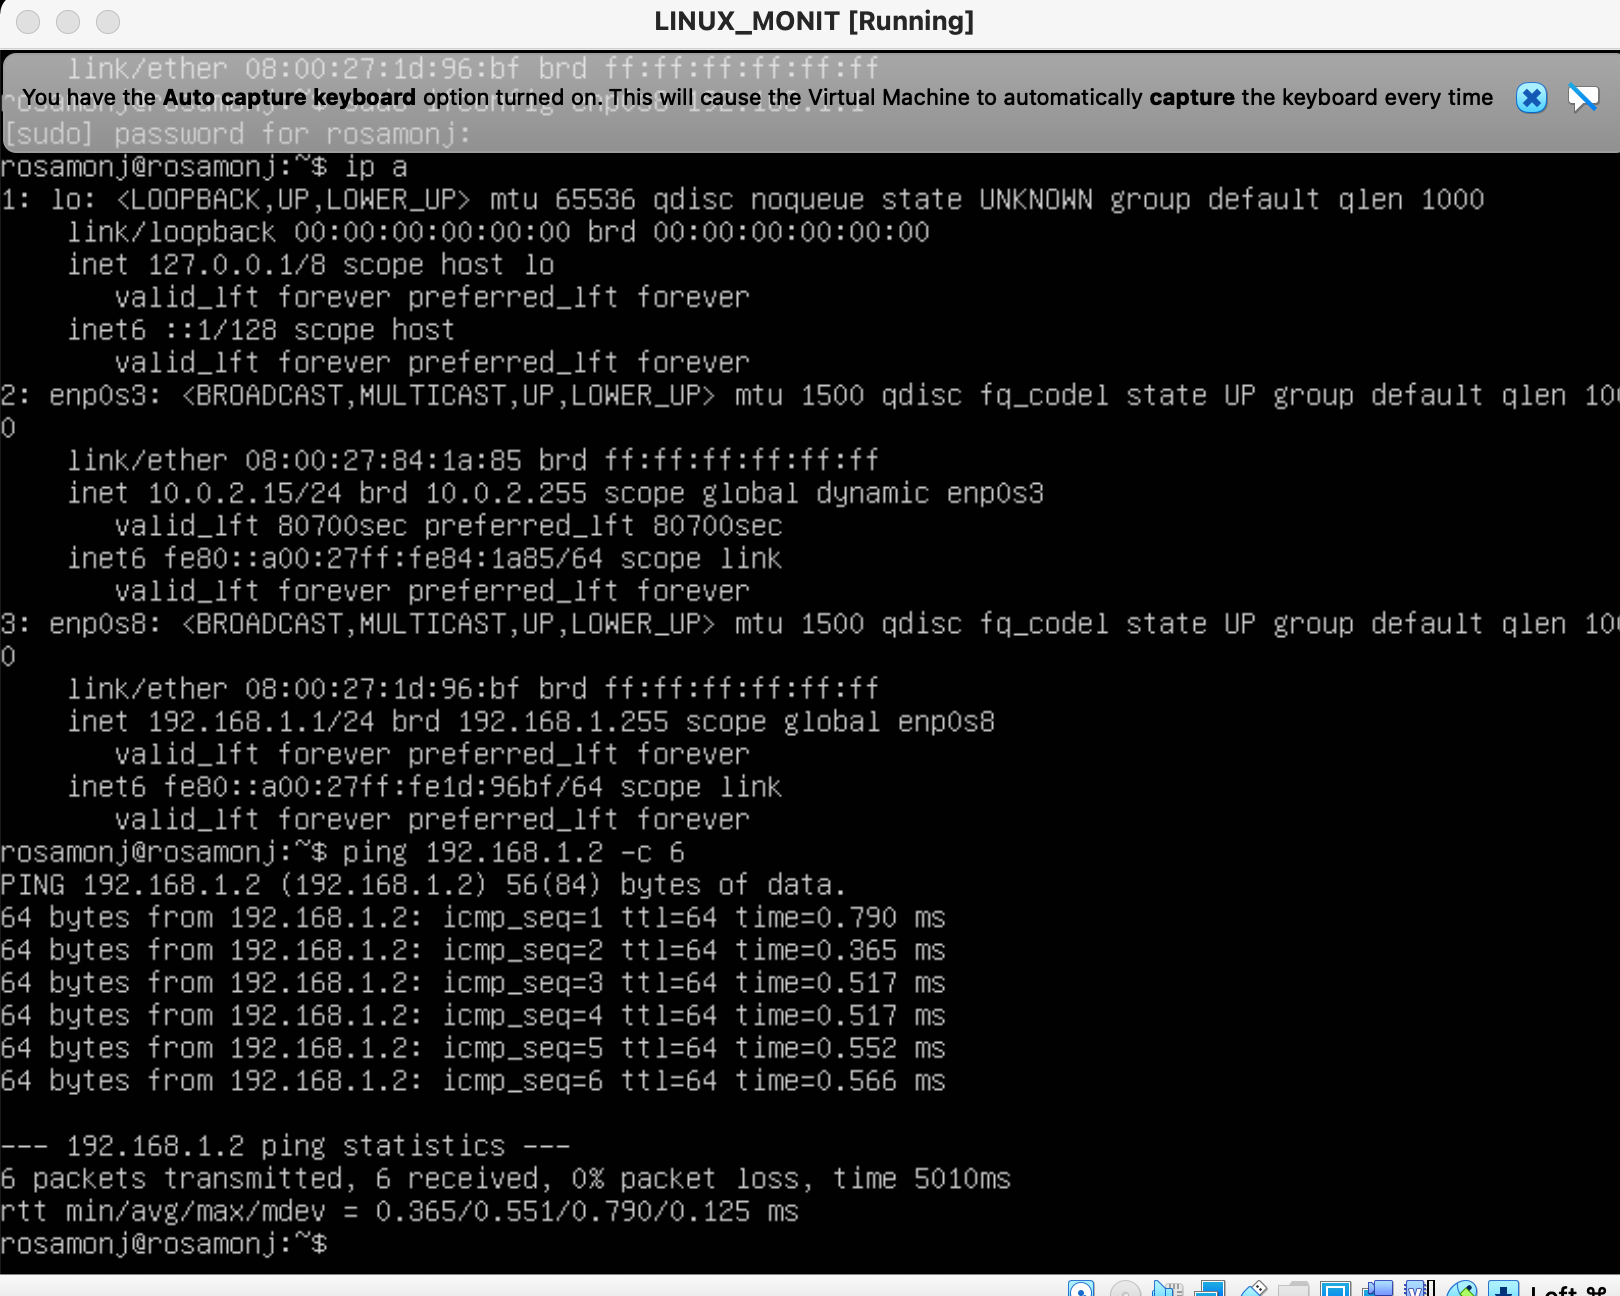 LINUX_MONIT [Running]
link/ether 08:00:27:1d:96:bf brd ff:ff:ff:ff:ff:ff
You have the Auto capture keyboard option turned on. This will cause the Virtual Machine to automatically capture the keyboard every time
[sudo] password for rosamonj:
rosamonj@rosamonj:~$ ip a
1: lo: <LOOPBACK,UP,LOWER_UP> mtu 65536 qdisc noqueue state UNKNOWN group default qlen 1000
link/loopback 00:00:00:00:00:00 brd 00:00:00:00:00:00
inet 127.0.0.1/8 scope host lo
valid_lft forever preferred_lft forever
inet6 ::1/128 scope host
valid_lft forever preferred_lft forever
2: enp0s3: <BROADCAST,MULTICAST,UP,LOWER_UP> mtu 1500 qdisc fq_codel state UP group default qlen 100
0
link/ether 08:00:27:84:1a:85 brd ff:ff:ff:ff:ff:ff
inet 10.0.2.15/24 brd 10.0.2.255 scope global dynamic enp0s3
valid_lft 80700sec preferred_lft 80700sec
inet6 fe80::a00:27ff:fe84:1a85/64 scope link
valid_lft forever preferred_lft forever
3: enp0s8: <BROADCAST,MULTICAST,UP,LOWER_UP> mtu 1500 qdisc fq_codel state UP group default qlen 100
0
link/ether 08:00:27:1d:96:bf brd ff:ff:ff:ff:ff:ff
inet 192.168.1.1/24 brd 192.168.1.255 scope global enp0s8
valid_lft forever preferred_lft forever
inet6 fe80::a00:27ff:fe1d:96bf/64 scope link
valid_lft forever preferred_lft forever
rosamonj@rosamonj:~$ ping 192.168.1.2 -c 6
PING 192.168.1.2 (192.168.1.2) 56(84) bytes of data.
64 bytes from 192.168.1.2: icmp_seq=1 ttl=64 time=0.790 ms
64 bytes from 192.168.1.2: icmp_seq=2 ttl=64 time=0.365 ms
64 bytes from 192.168.1.2: icmp_seq=3 ttl=64 time=0.517 ms
64 bytes from 192.168.1.2: icmp_seq=4 ttl=64 time=0.517 ms
64 bytes from 192.168.1.2: icmp_seq=5 ttl=64 time=0.552 ms
64 bytes from 192.168.1.2: icmp_seq=6 ttl=64 time=0.566 ms
--- 192.168.1.2 ping statistics ---
6 packets transmitted, 6 received, 0% packet loss, time 5010ms
rtt min/avg/max/mdev = 0.365/0.551/0.790/0.125 ms
rosamonj@rosamonj:~$
Left ⌘